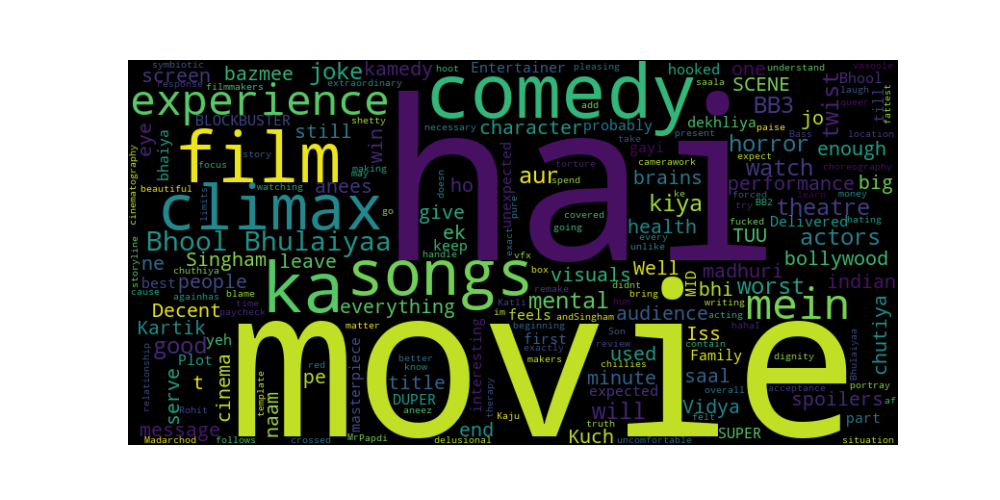 symbiotic
hoot
Entertainer
pleasing
hooked
one
understand
vasoole
screen
bazmee
joke
kamedy
response
filmmakers
extraordinary
saala
SCENE
Bhool
laugh
experience
comedy
add
BB3
twist
till
queer
fattest
BLOCKBUSTER
shetty
necessary
character
probably
dekhliya
paise
Bass
jo
location
eye
bhaiya
film
still
win
hai
take
present
gayi
horror
enough
story
focus
making
may
unexpected
torture
camerawork
expect
watch
choreography
cinematography
beautiful
climax
watching
anees
doesn
pure
aur
spend
brains
ke
performance
big
limits
go
ho
kiya
forced
try
BB2
learn
money
theatre
give
covered
health
fucked
Delivered
hating
Bhool Bhulaiyaa
ek
keep
exact
going
every
unlike
TUU
actors
ne
Singham
leave
handle
vfx
bollywood
storyline
best
people
chuthiya
ka
songs
box
visuals
Well
madhuri
indian
cause
againhas
blame
time
paycheck
everything
remake
didnt
mental
hum
bring
MID
bhi
worst
writing
mein
Decent
Katli
im
feels
andSingham
audience
acting
Kartik
matter
interesting
beginning
Son
review
Iss
hahal
chutiya
Bhulaiyaa
good
yeh
movie
better
know
first
exactly
makers
chillies
used
Family
contain
dignity
relationship
Plot
red
pe
title
expected
minute
saal
overall
acceptance
portray
af
serve
t
cinema
template
naam
masterpiece
DUPER
aneez
therapy
Kaju
will
Vidya
felt
spoilers
Rohit
message
MrPapdi
end
truth
Kuch
SUPER
part
Madarchod
follows
crossed
delusional
uncomfortable
situation